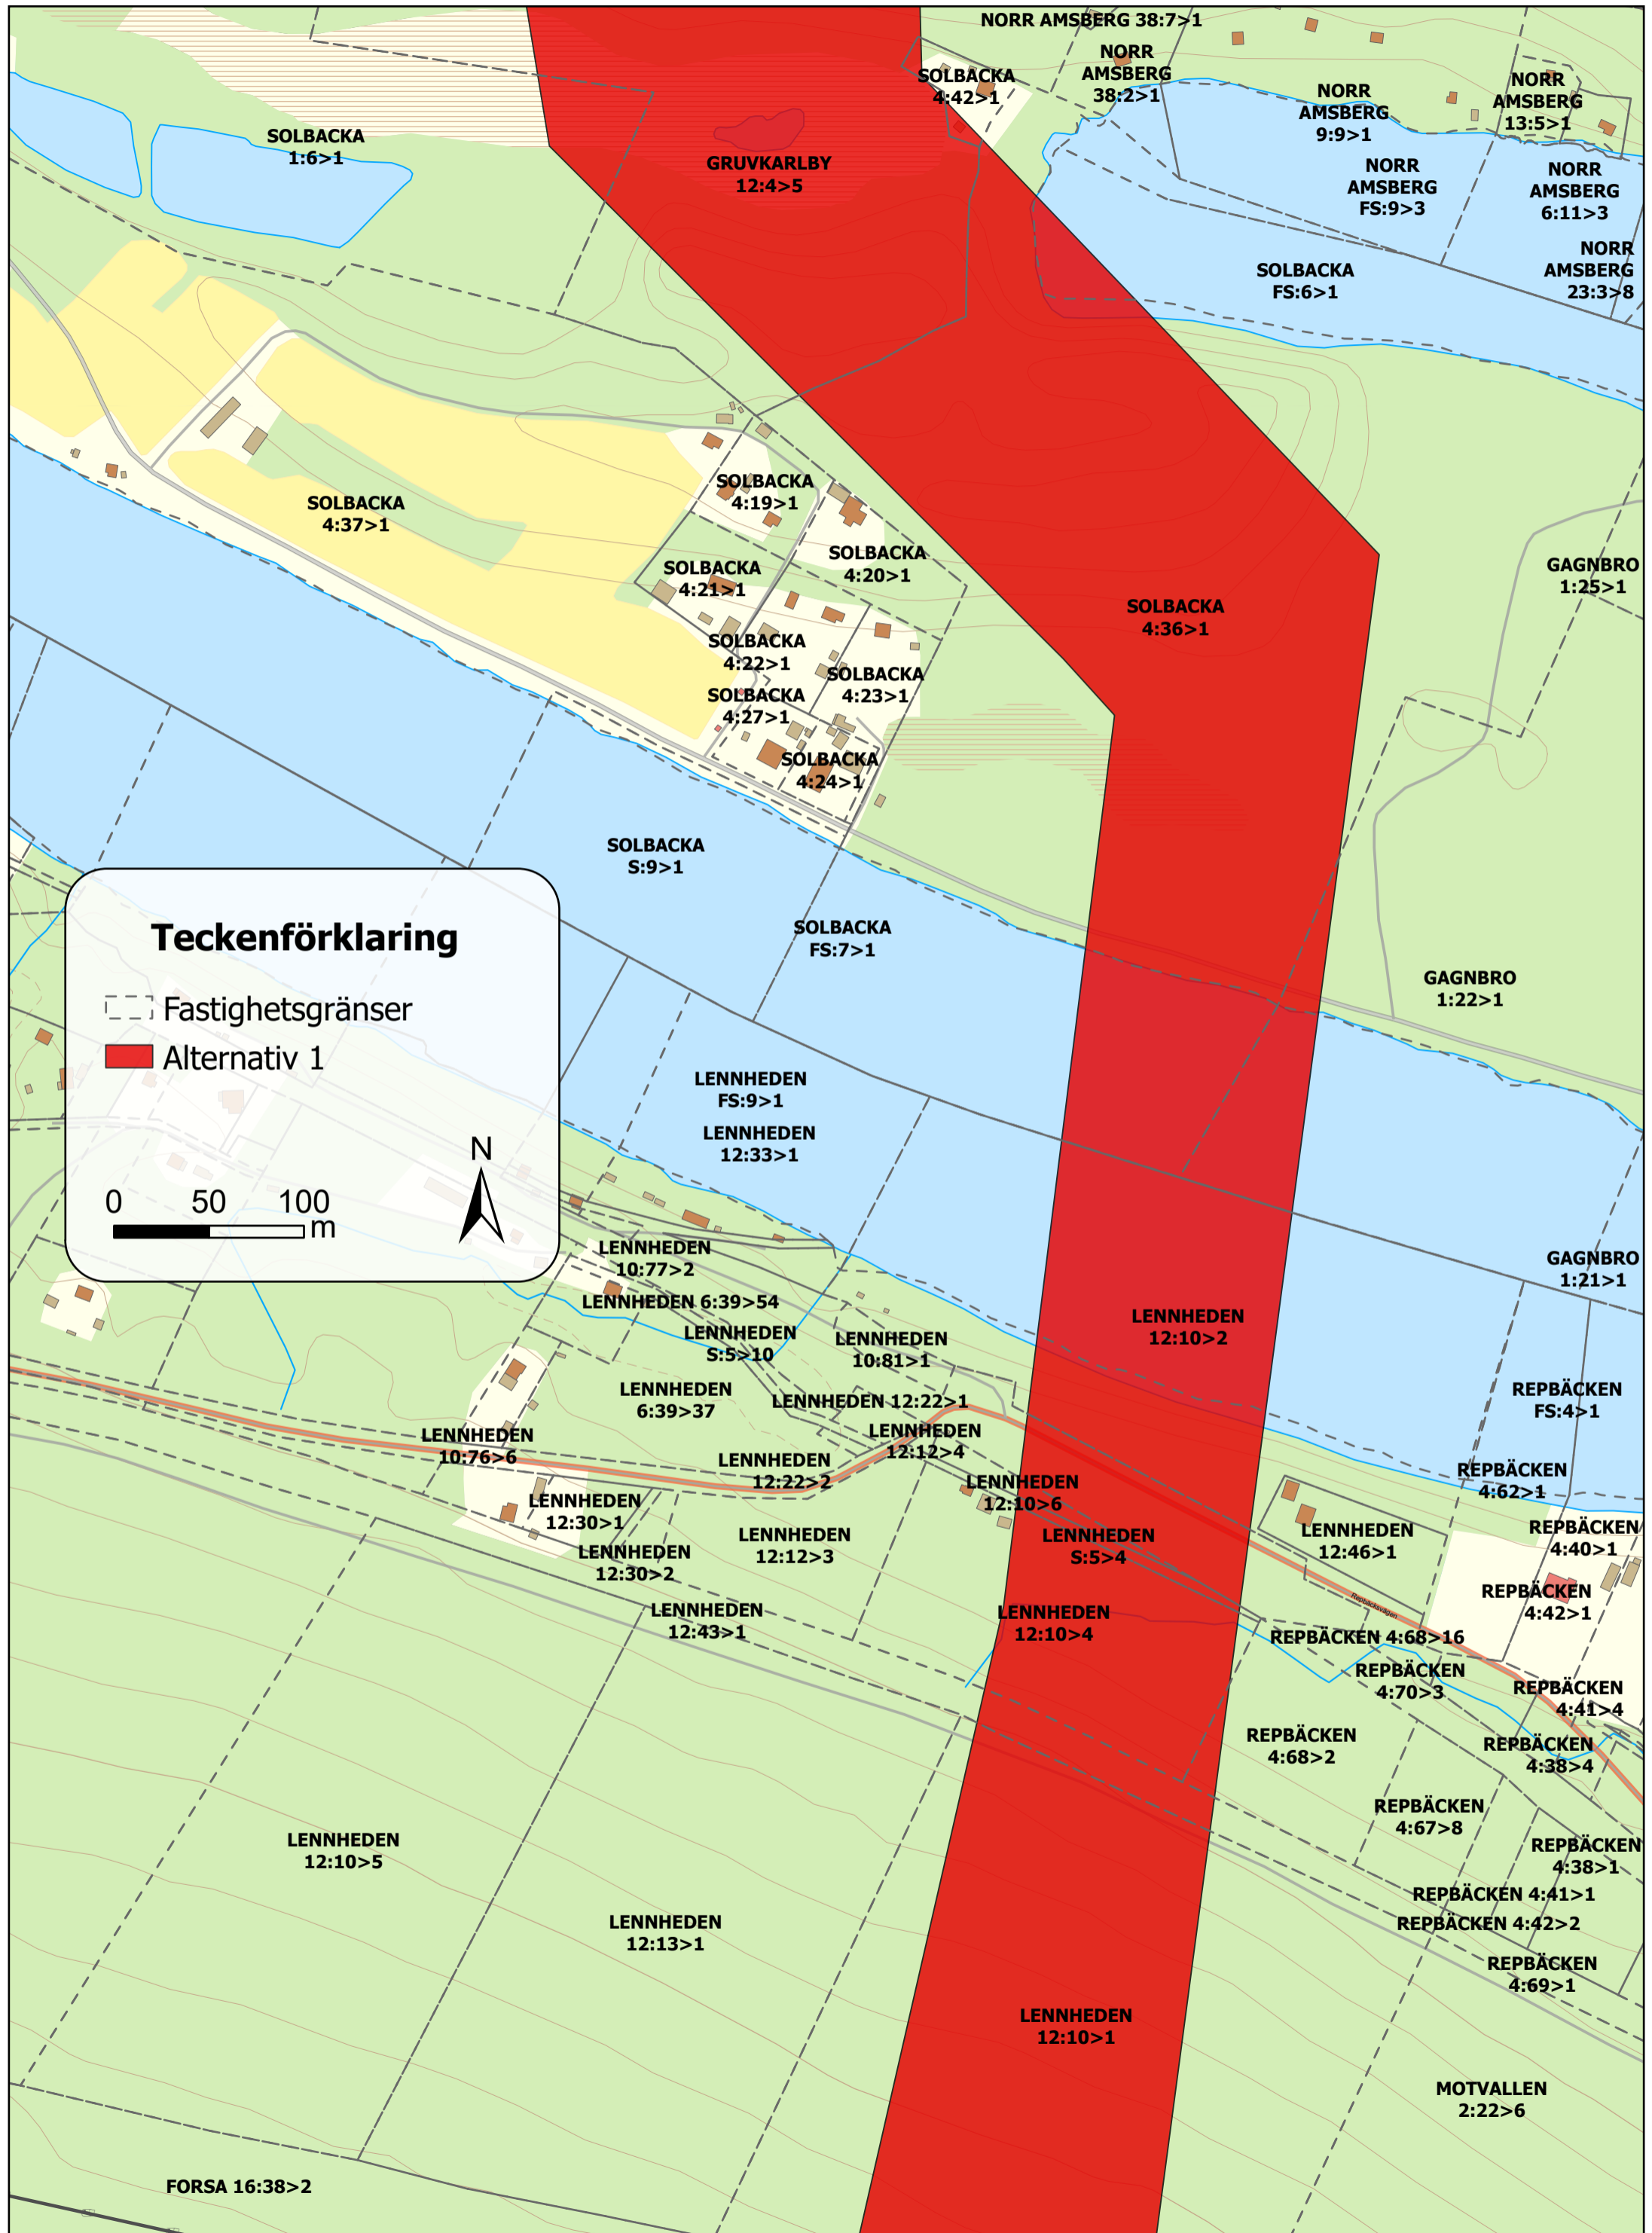 NORR AMSBERG 38:7>1
NORR
AMSBERG
38:2>1
SOLBACKA
4:42>1
NORR
AMSBERG
9:9>1
NORR
AMSBERG
13:5>1
SOLBACKA
1:6>1
GRUVKARLBY
12:4>5
NORR
AMSBERG
FS:9>3
NORR
AMSBERG
6:11>3
NORR
AMSBERG
23:3>8
SOLBACKA
FS:6>1
SOLBACKA
4:37>1
SOLBACKA
4:19>1
SOLBACKA
4:20>1
SOLBACKA
4:21>1
GAGNBRO
1:25>1
SOLBACKA
4:36>1
SOLBACKA
4:22>1
SOLBACKA
4:23>1
SOLBACKA
4:27>1
SOLBACKA
4:24>1
SOLBACKA
S:9>1
SOLBACKA
FS:7>1
GAGNBRO
1:22>1
Teckenförklaring
Fastighetsgränser
Alternativ 1
N
0 50 100
m
LENNHEDEN
FS:9>1
LENNHEDEN
12:33>1
LENNHEDEN
10:77>2
GAGNBRO
1:21>1
LENNHEDEN 6:39>54
LENNHEDEN
S:5>10
LENNHEDEN
10:81>1
LENNHEDEN
12:10>2
LENNHEDEN
6:39>37
LENNHEDEN 12:22>1
REPBÄCKEN
FS:4>1
LENNHEDEN
10:76>6
LENNHEDEN
12:12>4
LENNHEDEN
12:22>2
LENNHEDEN
12:10>6
REPBÄCKEN
4:62>1
LENNHEDEN
12:30>1
LENNHEDEN
12:12>3
LENNHEDEN
S:5>4
LENNHEDEN
12:46>1
REPBÄCKEN
4:40>1
LENNHEDEN
12:30>2
REPBÄCKEN
4:42>1
Repbäcksvägen
LENNHEDEN
12:43>1
LENNHEDEN
12:10>4
REPBÄCKEN 4:68>16
REPBÄCKEN
4:70>3
REPBÄCKEN
4:41>4
REPBÄCKEN
4:68>2
REPBÄCKEN
4:38>4
REPBÄCKEN
4:67>8
LENNHEDEN
12:10>5
REPBÄCKEN
4:38>1
REPBÄCKEN 4:41>1
REPBÄCKEN 4:42>2
LENNHEDEN
12:13>1
REPBÄCKEN
4:69>1
LENNHEDEN
12:10>1
MOTVALLEN
2:22>6
FORSA 16:38>2